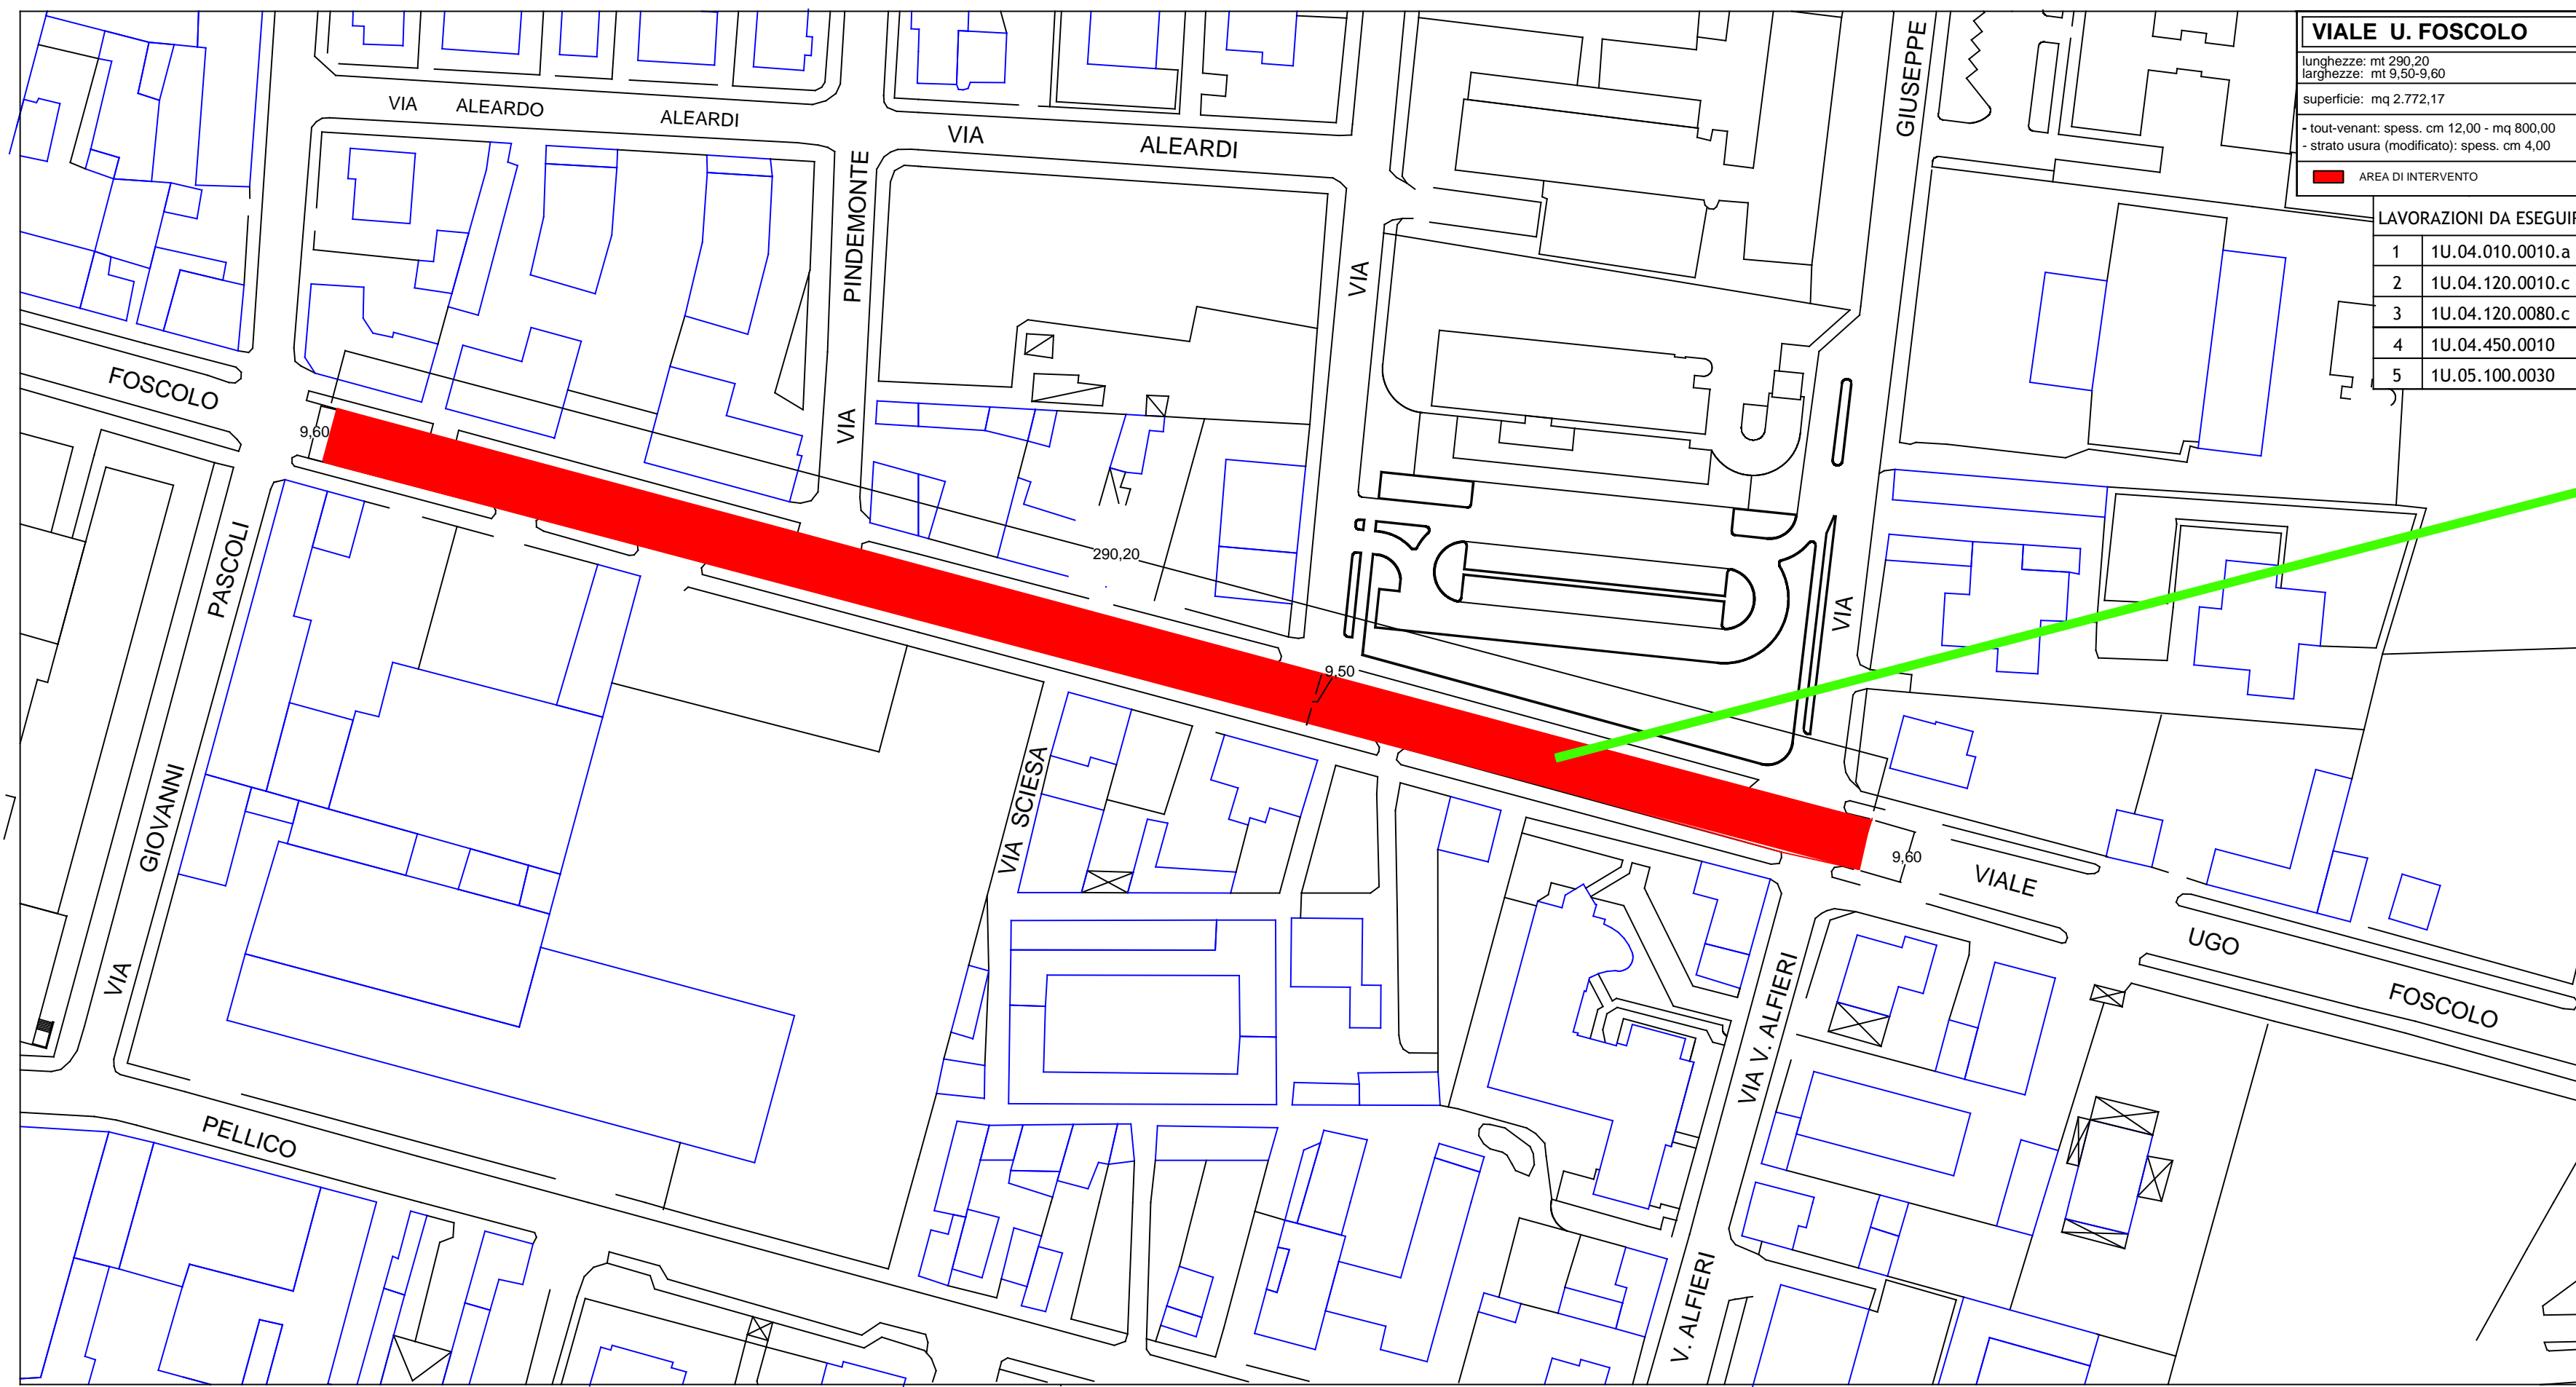 VIALE U. FOSCOLO
lunghezze: mt 290,20
larghezze: mt 9,50-9,60
superficie: mq 2.772,17
- tout-venant: spess. cm 12,00 - mq 800,00
- strato usura (modificato): spess. cm 4,00
AREA DI INTERVENTO
LAVORAZIONI DA ESEGUIR
1 1U.04.010.0010.a
2 1U.04.120.0010.c
3 1U.04.120.0080.c
4 1U.04.450.0010
5 1U.05.100.0030
VIA ALEARDO ALEARDI
VIA ALEARDI
GIUSEPPE
VIA
VIA PINDEMONTE
VIA
FOSCOLO
9,60
290,20
9,50
9,60
VIA GIOVANNI PASCOLI
VIA SCIESA
VIALE UGO FOSCOLO
VIA V. ALFIERI
V. ALFIERI
PELLICO